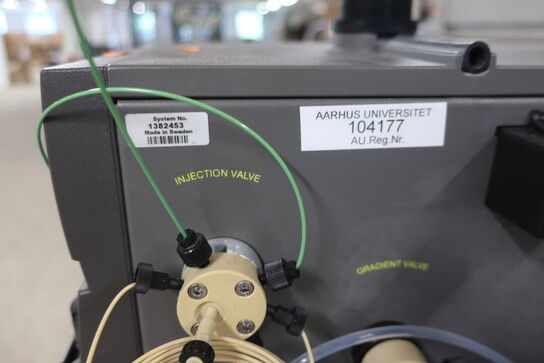 System No.
1382453
Made in Sweden
AARHUS UNIVERSITET
104177
AU.Reg.Nr.
INJECTION VALVE
GRADIENT VALVE